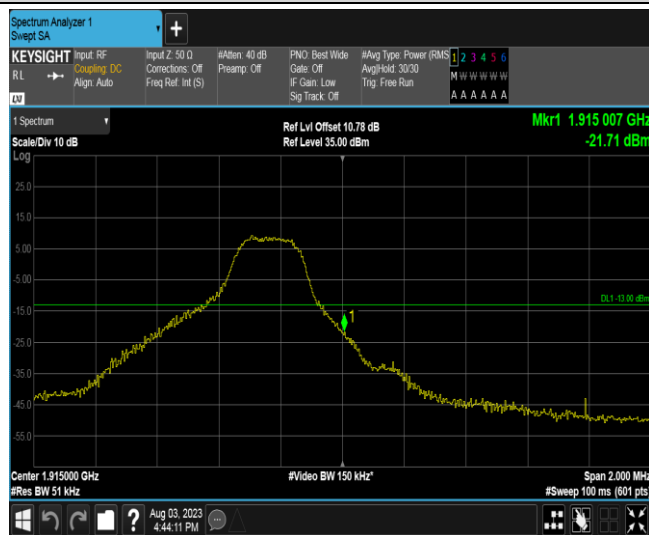 Spectrum Analyzer 1
Swept SA
KEYSIGHT
RL
Input: RF
Coupling: DC
Align: Auto
Input Z: 50 Ω
Corrections: Off
Freq Ref: Int (S)
#Atten: 40 dB
Preamp: Off
PNO: Best Wide
Gate: Off
IF Gain: Low
Sig Track: Off
#Avg Type: Power (RMS
Avg|Hold: 30/30
Trig: Free Run
1 2 3 4 5 6
M W W W W W
A A A A A A
LXI
1 Spectrum
Scale/Div 10 dB
Log
Ref Lvl Offset 10.78 dB
Ref Level 35.00 dBm
Mkr1 1.915 007 GHz
-21.71 dBm
25.0
15.0
5.00
-5.00
DL1 -13.00 dBm
-15.0
1
-25.0
-35.0
-45.0
-55.0
Center 1.915000 GHz
#Res BW 51 kHz
#Video BW 150 kHz*
Span 2.000 MHz
#Sweep 100 ms (601 pts)
?
Aug 03, 2023
4:44:11 PM